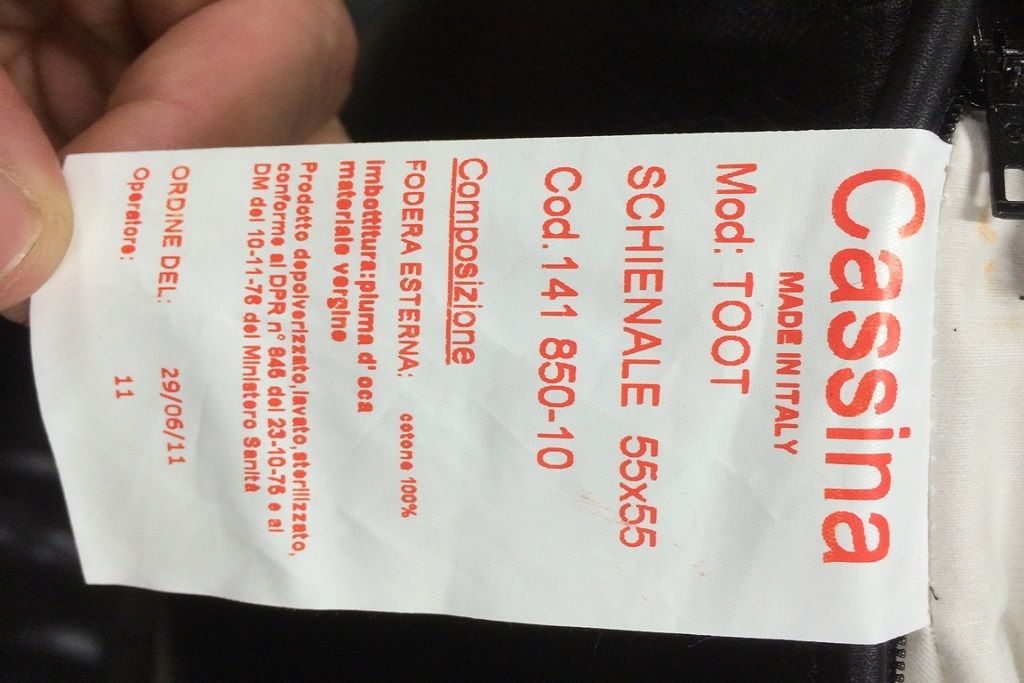 Cassina
MADE IN ITALY
Mod: TOOT
SCHIENALE 55x55
Cod.141 850-10
Composizione
FODERA ESTERNA: cotone 100%
Imbottitura:piuma d'oca
materiale vergine
Prodotto depolverizzato,lavato,sterilizzato,
conforme al DPR n° 845 del 23-10-76 e al
DM del 10-11-76 del Ministero Sanità
ORDINE DEL: 29/06/11
Operatore: 11